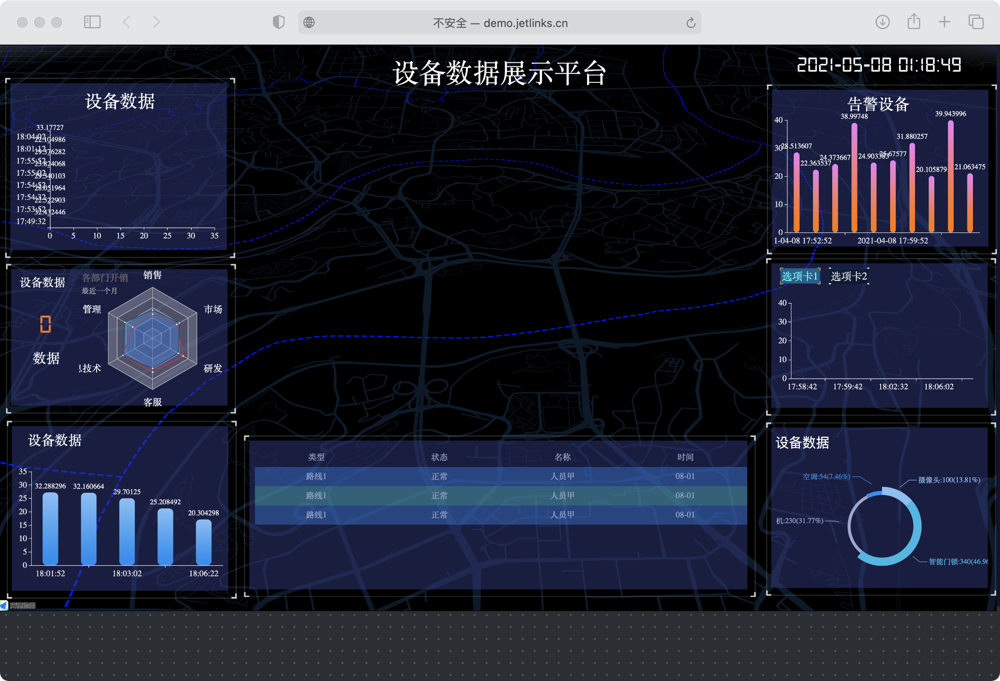 不安全 — demo.jetlinks.cn
设备数据展示平台
2021-05-08 01:18:49
设备数据
33.17727
18:04:02
22.104986
18:01:12
29.376282
17:55:52
23.824068
17:55:02
29.340103
17:54:52
28.051964
17:54:32
22.522903
17:53:52
32.432446
17:49:32
0 5 10 15 20 25 30 35
设备数据
0
数据
各部门开销
最近一个月
销售
管理
市场
技术
研发
客服
设备数据
35
30
25
20
15
10
5
0
32.288296
32.160664
29.70125
25.208492
20.304298
18:01:52 18:03:02 18:06:22
高德地图
类型 状态 名称 时间
路线1 正常 人员甲 08-01
路线1 正常 人员甲 08-01
路线1 正常 人员甲 08-01
告警设备
40
30
20
10
0
28.513607
22.363537
24.373667
38.99748
24.903383
25.67577
31.880257
20.105879
39.943996
21.063475
1-04-08 17:52:52 2021-04-08 17:59:52
选项卡1 选项卡2
40
30
20
10
0
17:58:42 17:59:42 18:02:32 18:06:02
设备数据
空调:54(7.46%)
摄像头:100(13.81%)
机:230(31.77%)
智能门锁:340(46.96